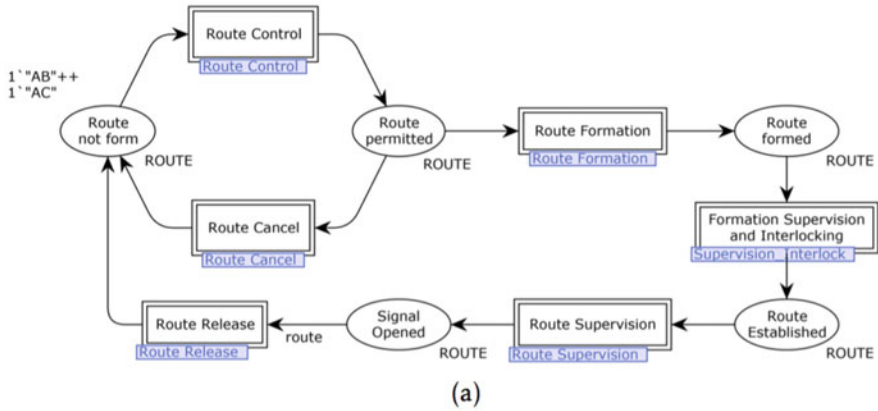 Route Control
Route Control
1`"AB"++
1`"AC"
Route
not form
ROUTE
Route
permitted
ROUTE
Route Formation
Route Formation
Route
formed
ROUTE
Route Cancel
Route Cancel
Formation Supervision
and Interlocking
Supervision_Interlock
Route Release
Route Release
route
Signal
Opened
ROUTE
Route Supervision
Route Supervision
Route
Established
ROUTE
(a)